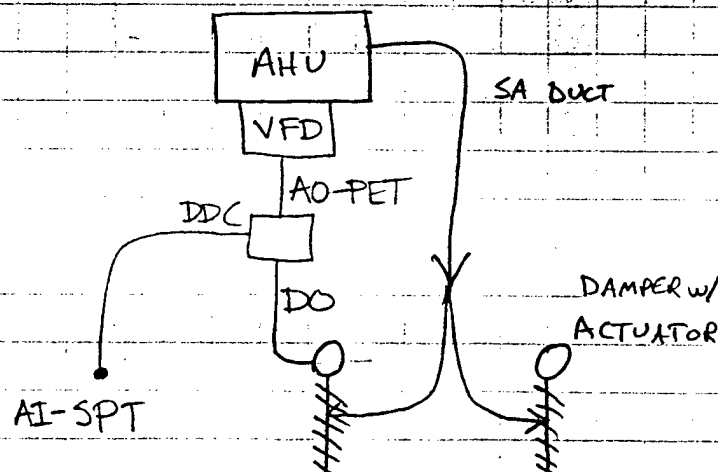 AHU
SA DUCT
VFD
AO-PET
DDC
DO
DAMPER W/
ACTUATOR
AI-SPT